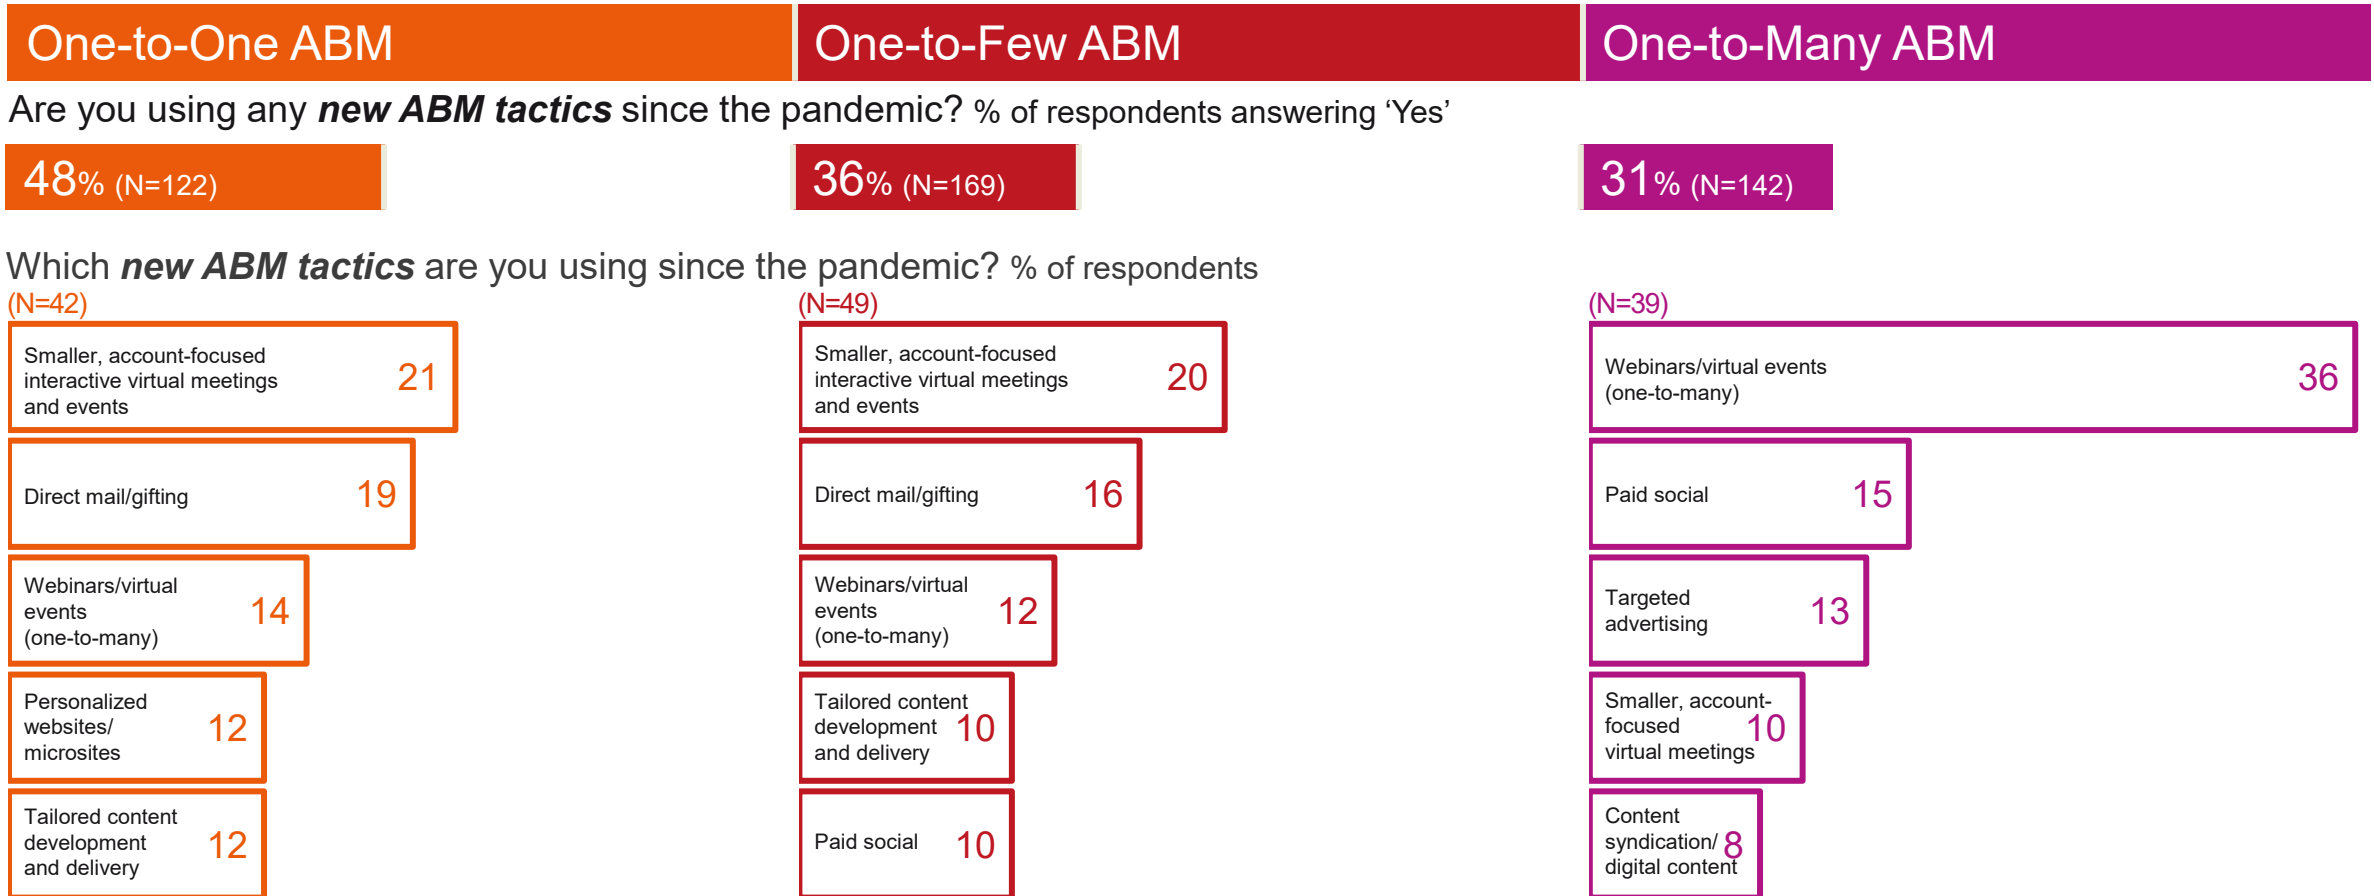 One-to-One ABM
One-to-Few ABM
One-to-Many ABM
Are you using any new ABM tactics since the pandemic? % of respondents answering ‘Yes’
48% (N=122)
36% (N=169)
31% (N=142)
Which new ABM tactics are you using since the pandemic? % of respondents
(N=42)
Smaller, account-focused
interactive virtual meetings
and events
21
Direct mail/gifting
19
Webinars/virtual
events
(one-to-many)
14
Personalized
websites/
microsites
12
Tailored content
development
and delivery
12
(N=49)
Smaller, account-focused
interactive virtual meetings
and events
20
Direct mail/gifting
16
Webinars/virtual
events
(one-to-many)
12
Tailored content
development
and delivery
10
Paid social
10
(N=39)
Webinars/virtual events
(one-to-many)
36
Paid social
15
Targeted
advertising
13
Smaller, account-
focused
virtual meetings
10
Content
syndication/
digital content
8